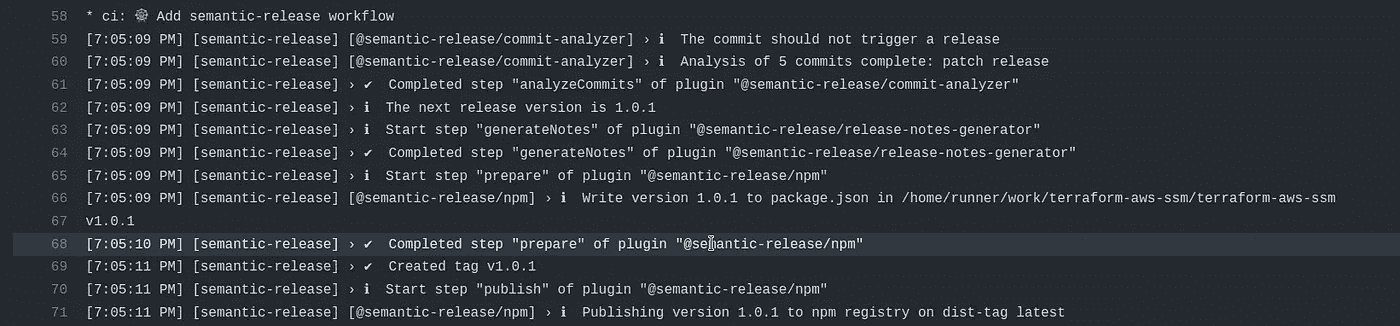 58 * ci: ☸ Add semantic-release workflow
59 [7:05:09 PM] [semantic-release] [@semantic-release/commit-analyzer] › ℹ The commit should not trigger a release
60 [7:05:09 PM] [semantic-release] [@semantic-release/commit-analyzer] › ℹ Analysis of 5 commits complete: patch release
61 [7:05:09 PM] [semantic-release] › ✔ Completed step "analyzeCommits" of plugin "@semantic-release/commit-analyzer"
62 [7:05:09 PM] [semantic-release] › ℹ The next release version is 1.0.1
63 [7:05:09 PM] [semantic-release] › ℹ Start step "generateNotes" of plugin "@semantic-release/release-notes-generator"
64 [7:05:09 PM] [semantic-release] › ✔ Completed step "generateNotes" of plugin "@semantic-release/release-notes-generator"
65 [7:05:09 PM] [semantic-release] › ℹ Start step "prepare" of plugin "@semantic-release/npm"
66 [7:05:09 PM] [semantic-release] [@semantic-release/npm] › ℹ Write version 1.0.1 to package.json in /home/runner/work/terraform-aws-ssm/terraform-aws-ssm
67 v1.0.1
68 [7:05:10 PM] [semantic-release] › ✔ Completed step "prepare" of plugin "@semantic-release/npm"
69 [7:05:11 PM] [semantic-release] › ✔ Created tag v1.0.1
70 [7:05:11 PM] [semantic-release] › ℹ Start step "publish" of plugin "@semantic-release/npm"
71 [7:05:11 PM] [semantic-release] [@semantic-release/npm] › ℹ Publishing version 1.0.1 to npm registry on dist-tag latest